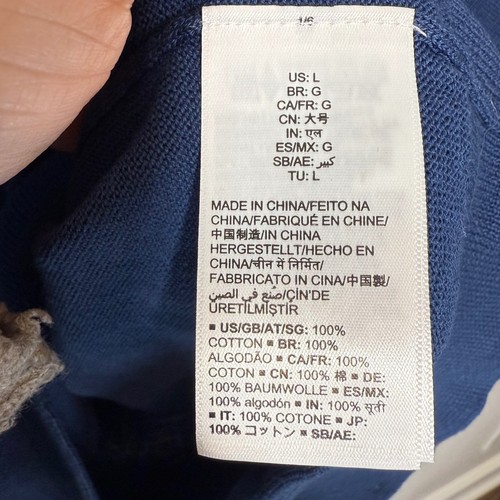 1/6
US: L
BR: G
CA/FR: G
CN: 大号
IN: एल
ES/MX: G
SB/AE: كبير
TU: L
MADE IN CHINA/FEITO NA
CHINA/FABRIQUÉ EN CHINE/
中国制造/IN CHINA
HERGESTELLT/HECHO EN
CHINA/चीन में निर्मित/
FABBRICATO IN CINA/中国製/
صُنع في الصين/ÇİN'DE
ÜRETİLMİŞTİR
▪ US/GB/AT/SG: 100%
COTTON ▪ BR: 100%
ALGODÃO ▪ CA/FR: 100%
COTON ▪ CN: 100% 棉 ▪ DE:
100% BAUMWOLLE ▪ ES/MX:
100% algodón ▪ IN: 100% सूती
▪ IT: 100% COTONE ▪ JP:
100% コットン ▪ SB/AE: